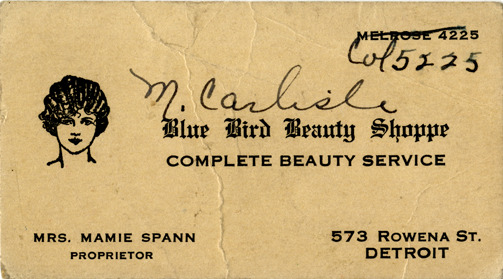 MELROSE 4225
Col 5225
M. Carlisle
Blue Bird Beauty Shoppe
COMPLETE BEAUTY SERVICE
MRS. MAMIE SPANN
PROPRIETOR
573 ROWENA ST.
DETROIT